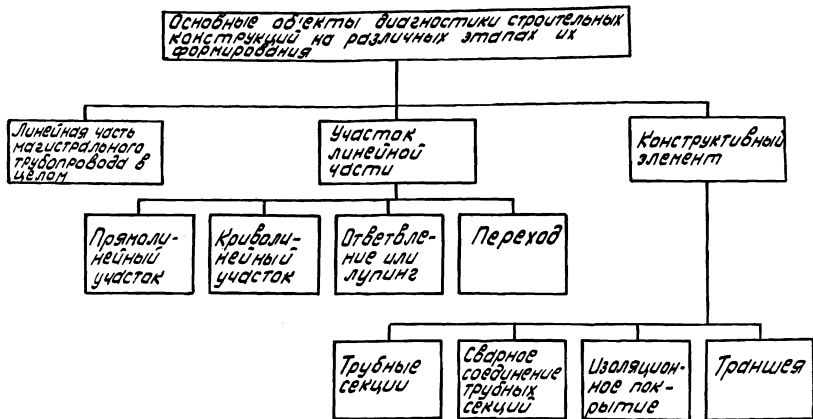 Основные объекты диагностики строительных
конструкций на различных этапах их
формирования
Линейная часть
магистрального
трубопровода в
целом
Участок
линейной
части
Конструктивный
элемент
Прямоли-
нейный
участок
Криволи-
нейный
участок
Ответвле-
ние или
лупинг
Переход
Трубные
секции
Сварное
соединение
трубных
секций
Изоляцион-
ное пок-
рытие
Траншея